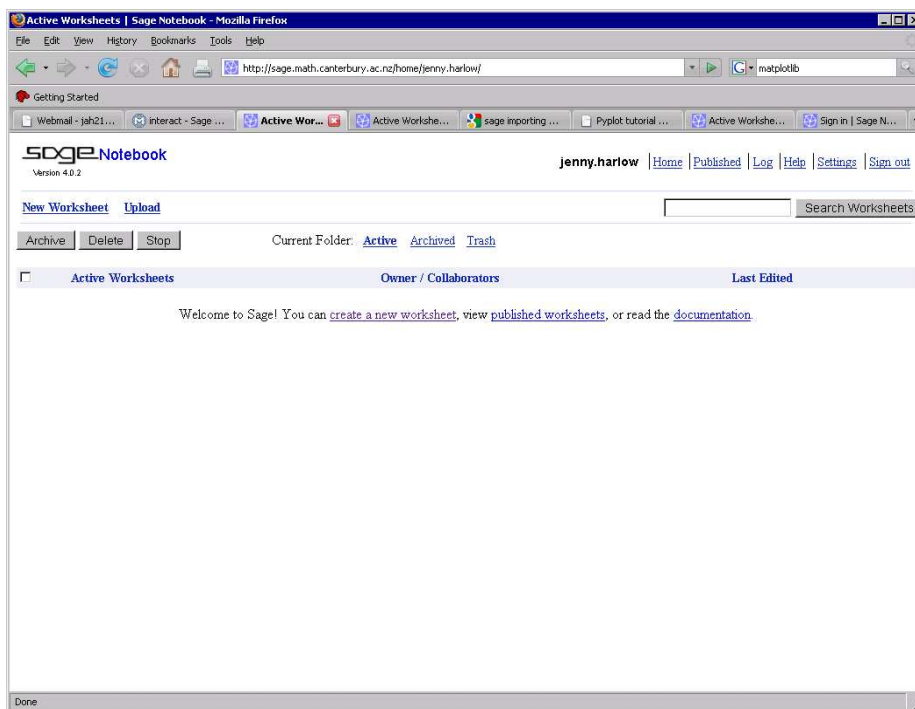 Active Worksheets | Sage Notebook - Mozilla Firefox
File Edit View History Bookmarks Tools Help
http://sage.math.canterbury.ac.nz/home/jenny.harlow/ matplotlib
Getting Started
Webmail - jah21... interact - Sage ... Active Wor... Active Workshe... sage importing ... Pyplot tutorial ... Active Workshe... Sign in | Sage N...
sage Notebook
Version 4.0.2
jenny.harlow | Home | Published | Log | Help | Settings | Sign out
New Worksheet Upload Search Worksheets
Archive Delete Stop Current Folder: Active Archived Trash
Active Worksheets Owner / Collaborators Last Edited
Welcome to Sage! You can create a new worksheet, view published worksheets, or read the documentation.
Done